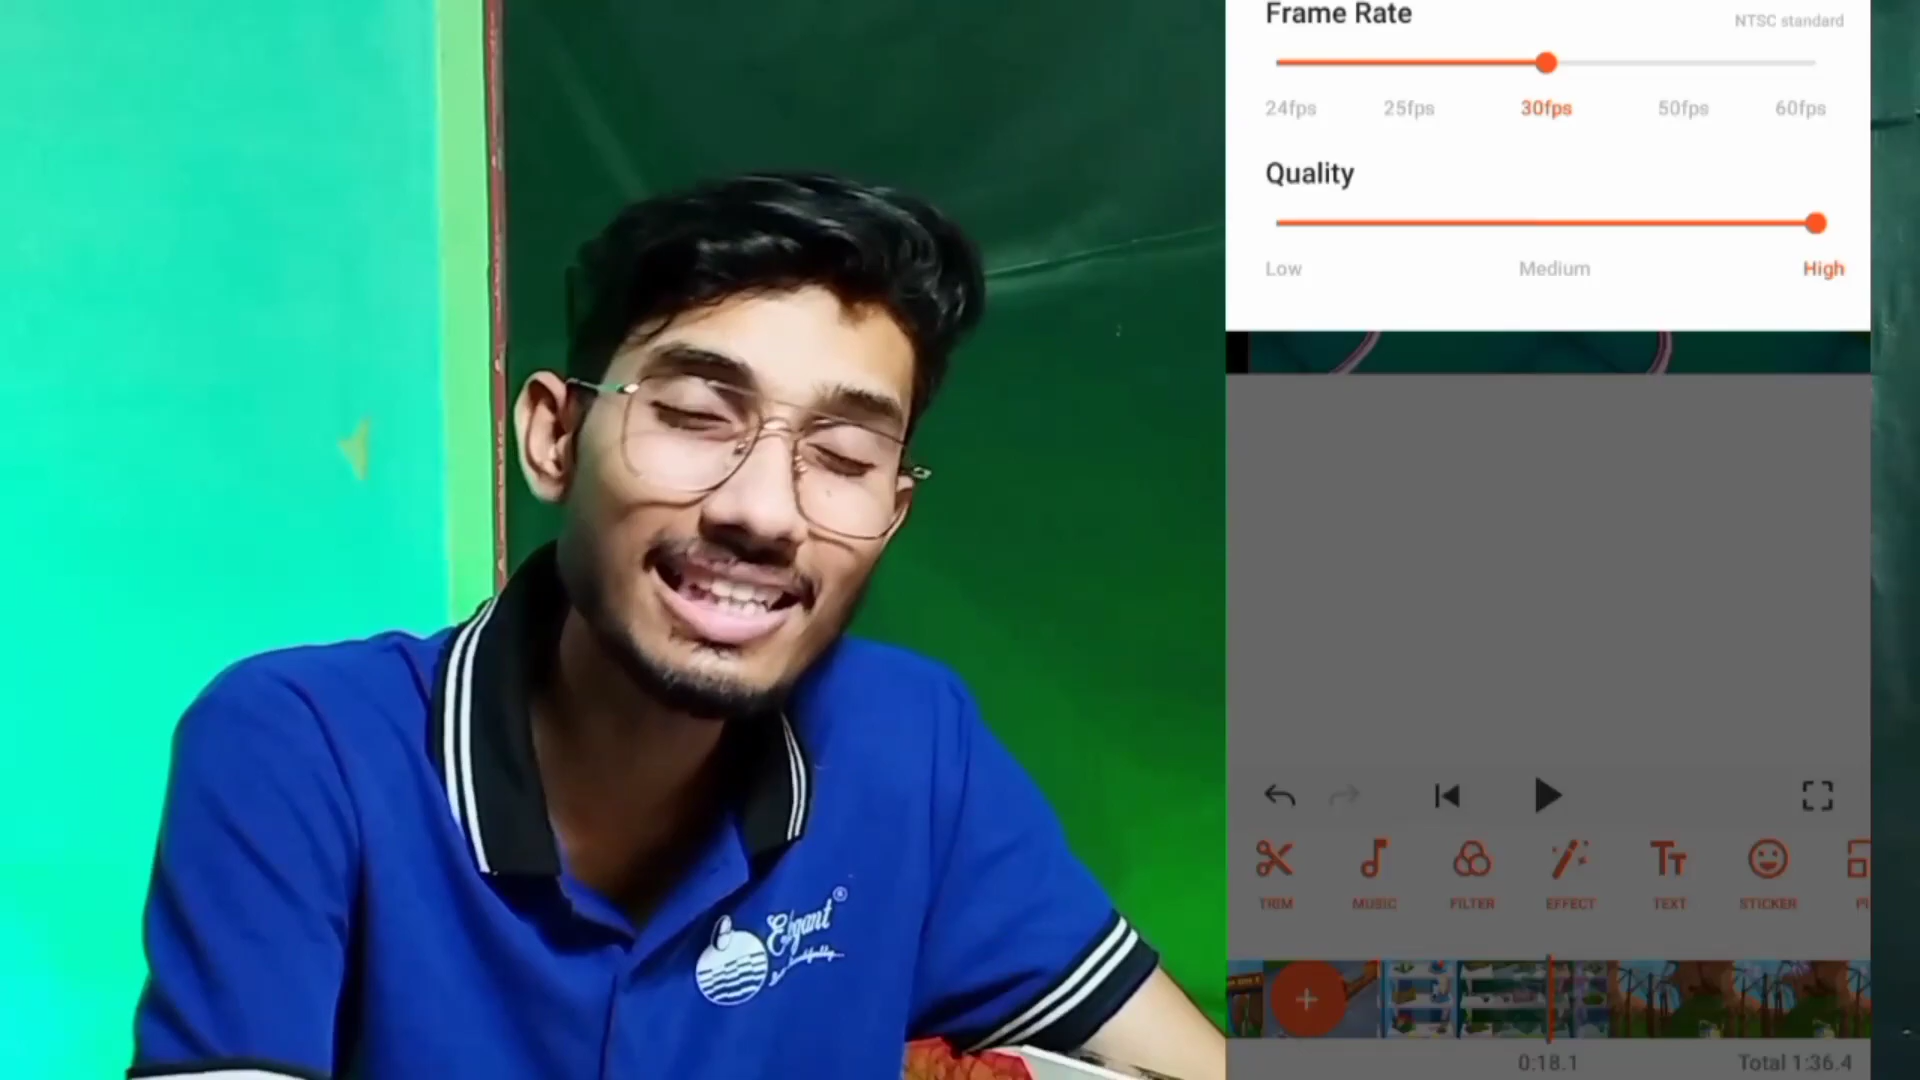 Frame Rate
NTSC standard
24fps 25fps 30fps 50fps 60fps
Quality
Low Medium High
TRIM MUSIC FILTER EFFECT TEXT STICKER
0:18.1 Total 1:36.4
Elegant®